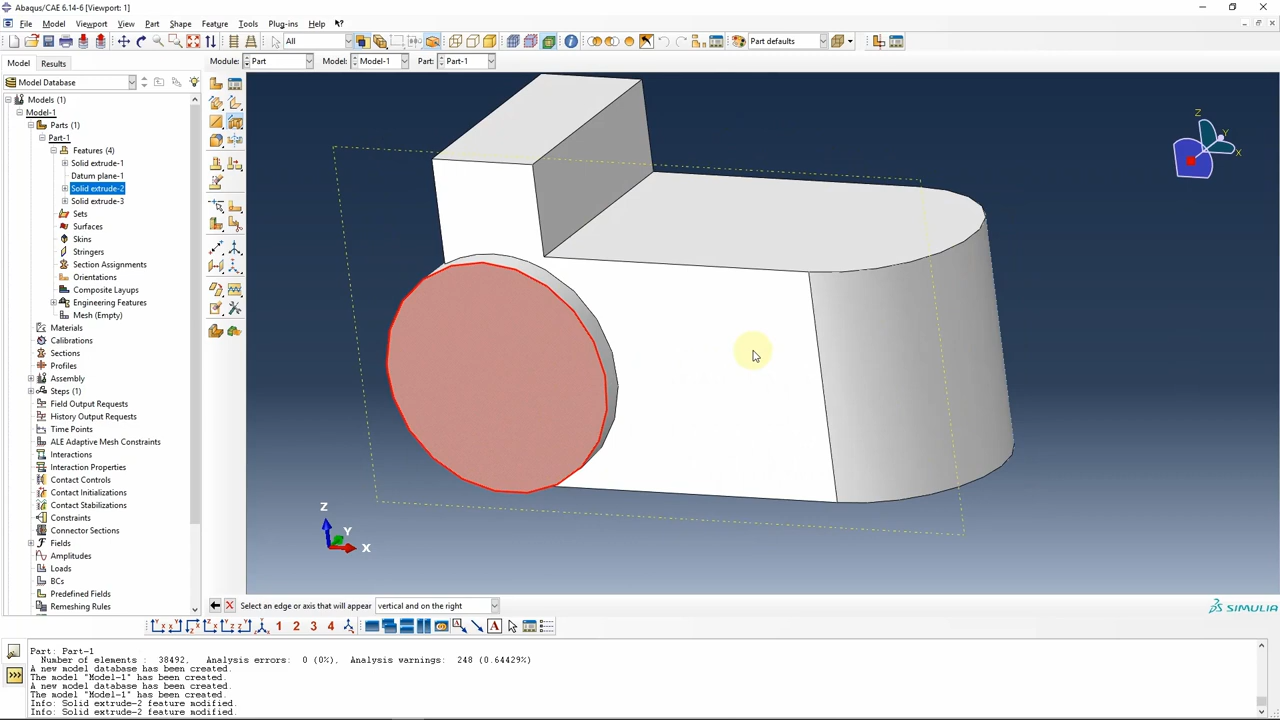 Abaqus/CAE 6.14-6 [Viewport: 1]
File Model Viewport View Part Shape Feature Tools Plug-ins Help
All Part defaults
Module: Part Model: Model-1 Part: Part-1
Model Results
Model Database
Models (1)
Model-1
Parts (1)
Part-1
Features (4)
Solid extrude-1
Datum plane-1
Solid extrude-2
Solid extrude-3
Sets
Surfaces
Skins
Stringers
Section Assignments
Orientations
Composite Layups
Engineering Features
Mesh (Empty)
Materials
Calibrations
Sections
Profiles
Assembly
Steps (1)
Field Output Requests
History Output Requests
Time Points
ALE Adaptive Mesh Constraints
Interactions
Interaction Properties
Contact Controls
Contact Initializations
Contact Stabilizations
Constraints
Connector Sections
Fields
Amplitudes
Loads
BCs
Predefined Fields
Remeshing Rules
Z
Y
X
Z
Y
X
Select an edge or axis that will appear vertical and on the right
SIMULIA
1 2 3 4 A
Part: Part-1
Number of elements : 38492, Analysis errors: 0 (0%), Analysis warnings: 248 (0.64429%)
A new model database has been created.
The model "Model-1" has been created.
A new model database has been created.
The model "Model-1" has been created.
Info: Solid extrude-2 feature modified.
Info: Solid extrude-2 feature modified.